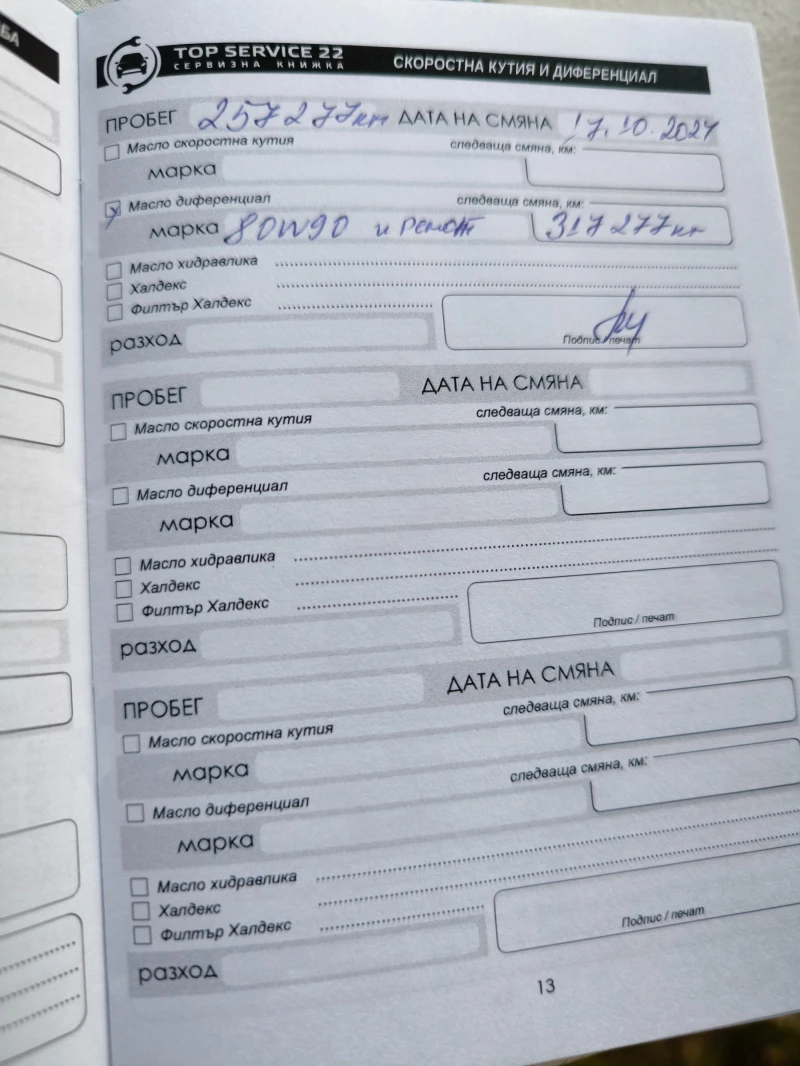 БА
TOP SERVICE 22
СЕРВИЗНА КНИЖКА
СКОРОСТНА КУТИЯ И ДИФЕРЕНЦИАЛ
ПРОБЕГ 257277км ДАТА НА СМЯНА 17.10.2024
Масло скоростна кутия следваща смяна, км:
марка
Масло диференциал следваща смяна, км:
марка 80W90 и ремонт 317277км
Масло хидравлика
Халдекс
Филтър Халдекс
разход Подпис / печат
ПРОБЕГ ДАТА НА СМЯНА
Масло скоростна кутия следваща смяна, км:
марка
Масло диференциал следваща смяна, км:
марка
Масло хидравлика
Халдекс
Филтър Халдекс
разход Подпис / печат
ПРОБЕГ ДАТА НА СМЯНА
Масло скоростна кутия следваща смяна, км:
марка
Масло диференциал следваща смяна, км:
марка
Масло хидравлика
Халдекс
Филтър Халдекс
разход Подпис / печат
13